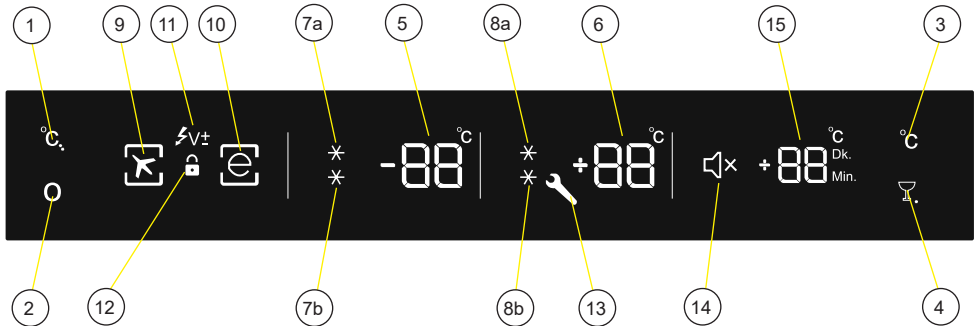 1 9 11 10 7a 5 8a 6 15 3
°C.. V± °C °C °C °C
e -88 +88 +88 Dk.
O Min.
2 12 7b 8b 13 14 4